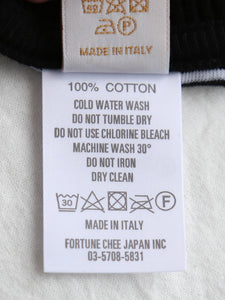 MADE IN ITALY
100% COTTON
COLD WATER WASH
DO NOT TUMBLE DRY
DO NOT USE CHLORINE BLEACH
MACHINE WASH 30°
DO NOT IRON
DRY CLEAN
30 P
MADE IN ITALY
FORTUNE CHEE JAPAN INC
03-5708-5831